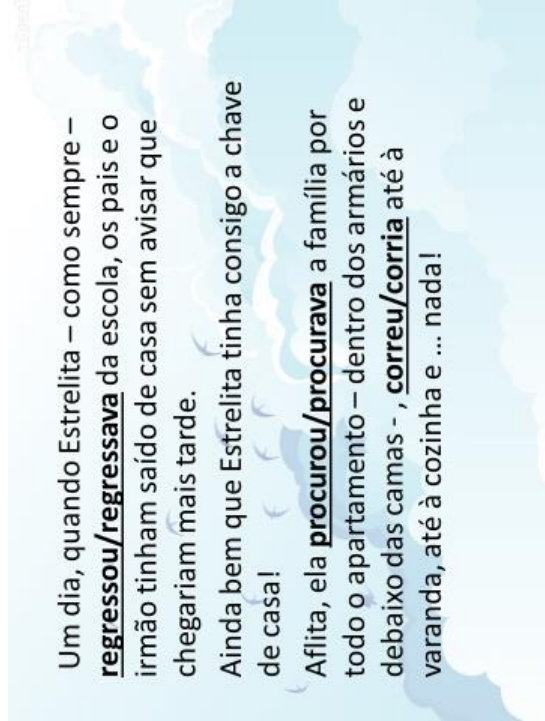 Um dia, quando Estrelita – como sempre –
regressou/regressava da escola, os pais e o
irmão tinham saído de casa sem avisar que
chegariam mais tarde.
Ainda bem que Estrelita tinha consigo a chave
de casa!
Aflita, ela procurou/procurava a família por
todo o apartamento – dentro dos armários e
debaixo das camas - , correu/corria até à
varanda, até à cozinha e ... nada!